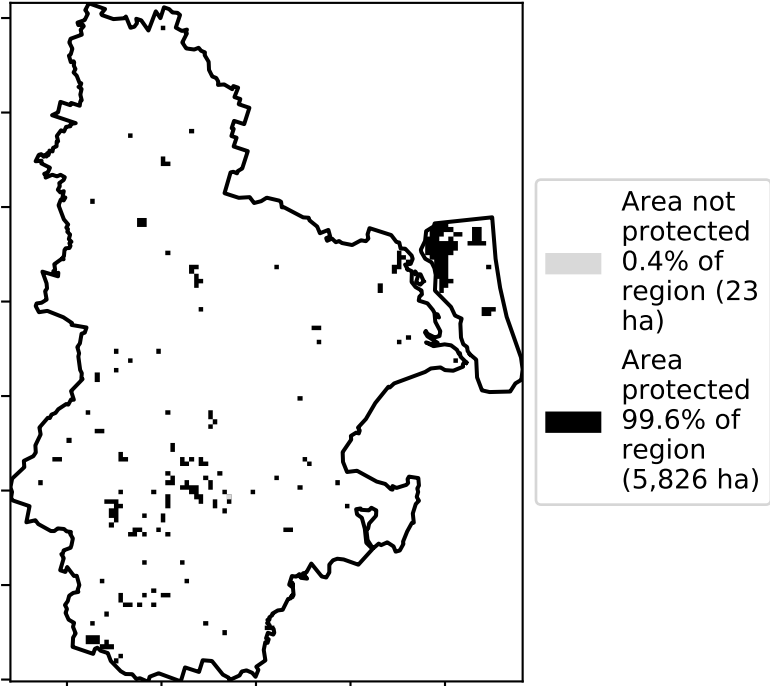 Area not
protected
0.4% of
region (23
ha)
Area
protected
99.6% of
region
(5,826 ha)